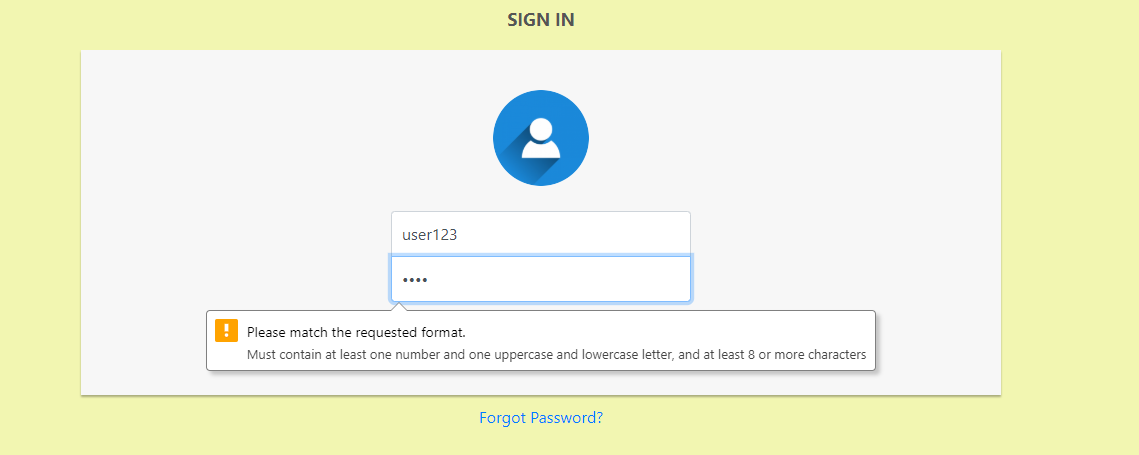 SIGN IN
user123
••••
Please match the requested format.
Must contain at least one number and one uppercase and lowercase letter, and at least 8 or more characters
Forgot Password?